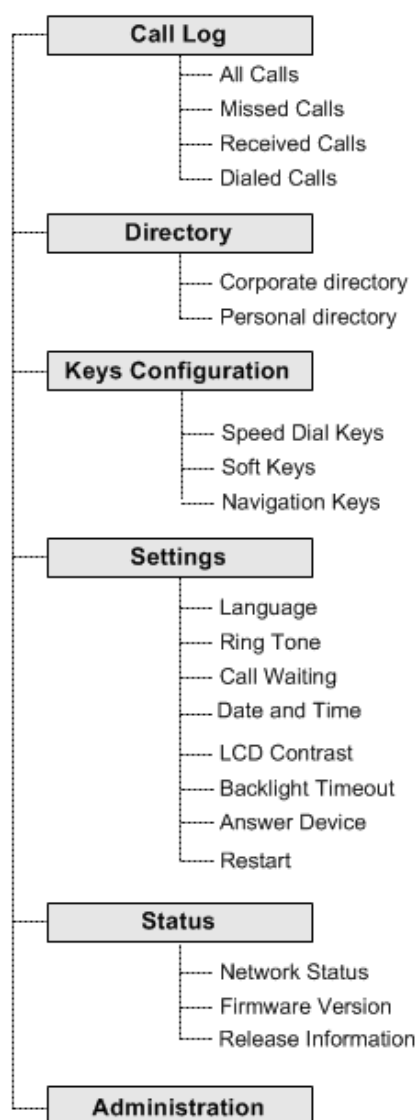 Call Log
All Calls
Missed Calls
Received Calls
Dialed Calls
Directory
Corporate directory
Personal directory
Keys Configuration
Speed Dial Keys
Soft Keys
Navigation Keys
Settings
Language
Ring Tone
Call Waiting
Date and Time
LCD Contrast
Backlight Timeout
Answer Device
Restart
Status
Network Status
Firmware Version
Release Information
Administration